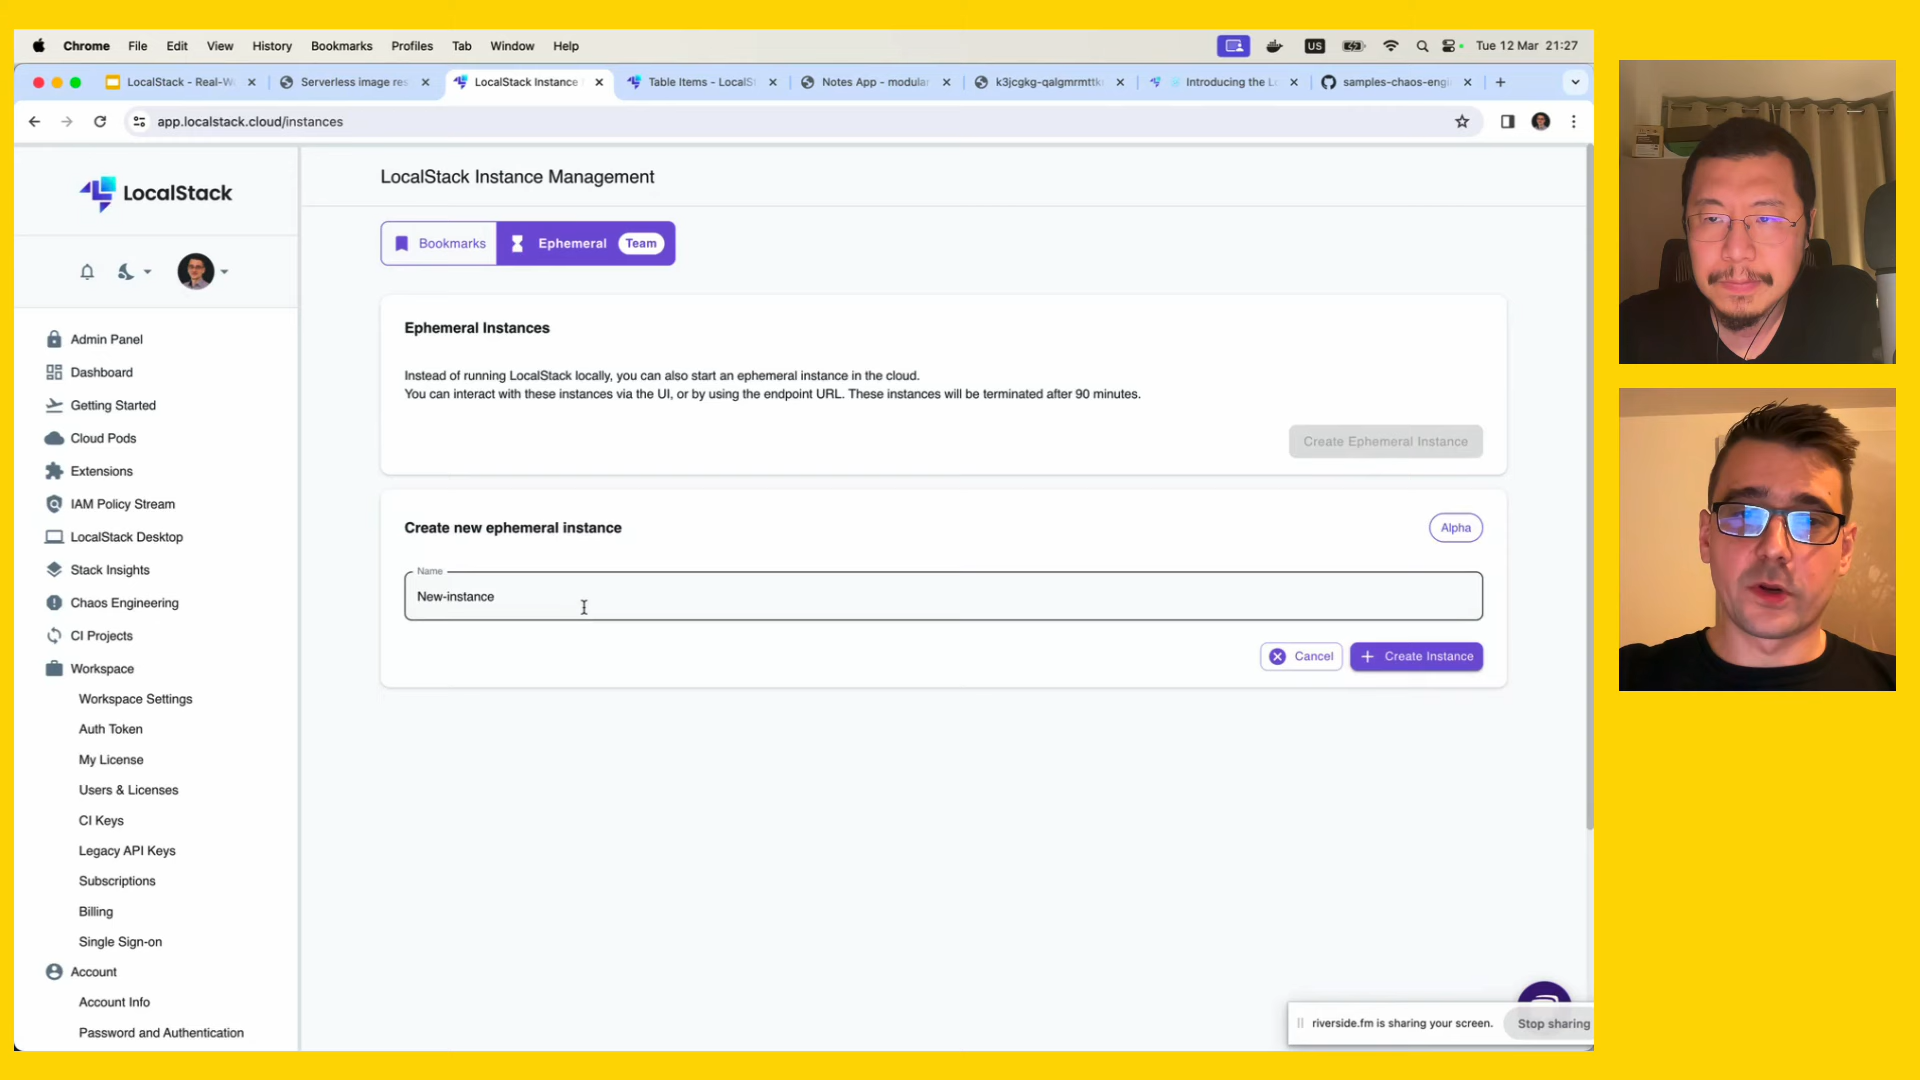 Chrome File Edit View History Bookmarks Profiles Tab Window Help US Tue 12 Mar 21:27
LocalStack - Real-W Serverless image res LocalStack Instance Table Items - LocalSt Notes App - modular k3jcgkg-qalgmrmttk Introducing the Lo samples-chaos-engi
app.localstack.cloud/instances
LocalStack
Admin Panel
Dashboard
Getting Started
Cloud Pods
Extensions
IAM Policy Stream
LocalStack Desktop
Stack Insights
Chaos Engineering
CI Projects
Workspace
Workspace Settings
Auth Token
My License
Users & Licenses
CI Keys
Legacy API Keys
Subscriptions
Billing
Single Sign-on
Account
Account Info
Password and Authentication
LocalStack Instance Management
Bookmarks Ephemeral Team
Ephemeral Instances
Instead of running LocalStack locally, you can also start an ephemeral instance in the cloud.
You can interact with these instances via the UI, or by using the endpoint URL. These instances will be terminated after 90 minutes.
Create Ephemeral Instance
Create new ephemeral instance Alpha
Name
New-instance
Cancel Create Instance
riverside.fm is sharing your screen. Stop sharing